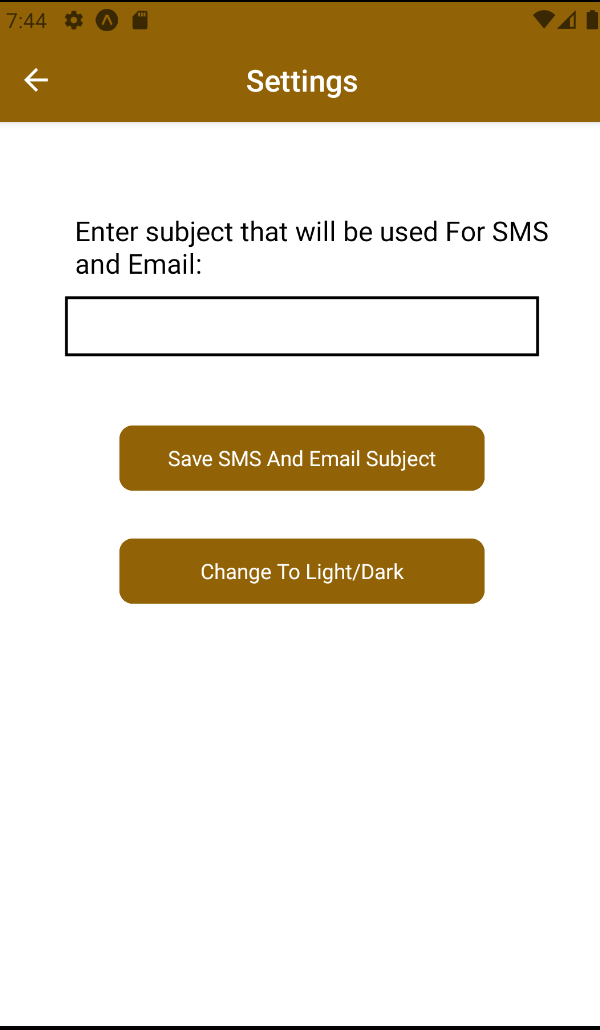 7:44
Settings
Enter subject that will be used For SMS
and Email:
Save SMS And Email Subject
Change To Light/Dark